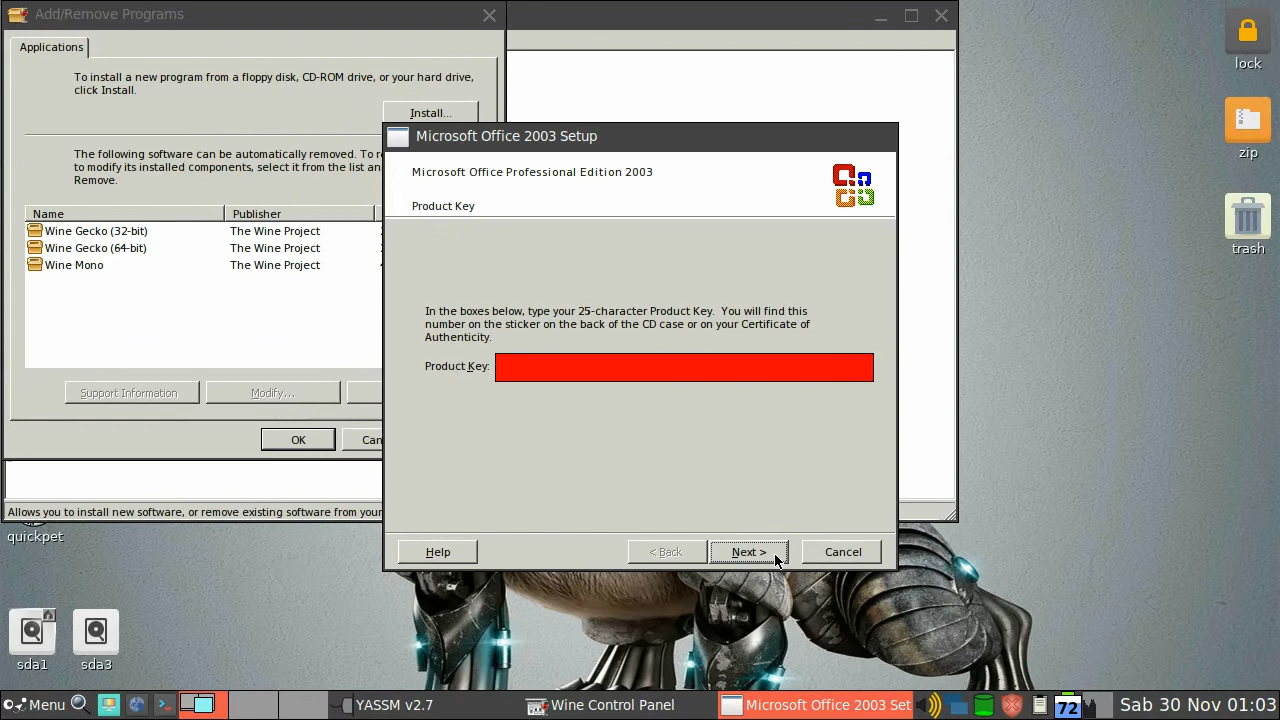 Add/Remove Programs
Applications
To install a new program from a floppy disk, CD-ROM drive, or your hard drive,
click Install.
Install...
The following software can be automatically removed. To
to modify its installed components, select it from the list an
Remove.
Name Publisher
Wine Gecko (32-bit) The Wine Project
Wine Gecko (64-bit) The Wine Project
Wine Mono The Wine Project
Support Information Modify...
OK
Allows you to install new software, or remove existing software from your
Microsoft Office 2003 Setup
Microsoft Office Professional Edition 2003
Product Key
In the boxes below, type your 25-character Product Key. You will find this
number on the sticker on the back of the CD case or on your Certificate of
Authenticity.
Product Key:
Help < Back Next > Cancel
lock
zip
trash
quickpet
sda1 sda3
Menu YASSM v2.7 Wine Control Panel Microsoft Office 2003 Set 72 Sab 30 Nov 01:03